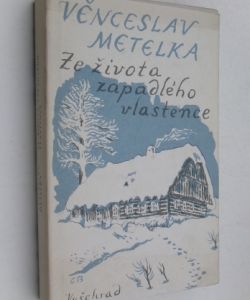 VĚNCESLAV
METELKA
Ze života
zapadlého
vlastence
Vyšehrad